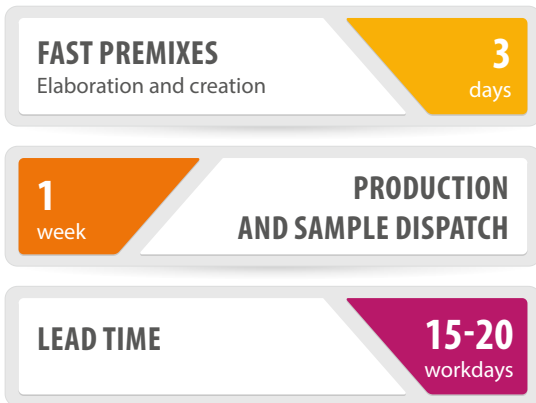 FAST PREMIXES
Elaboration and creation
3
days
1
week
PRODUCTION
AND SAMPLE DISPATCH
LEAD TIME
15-20
workdays